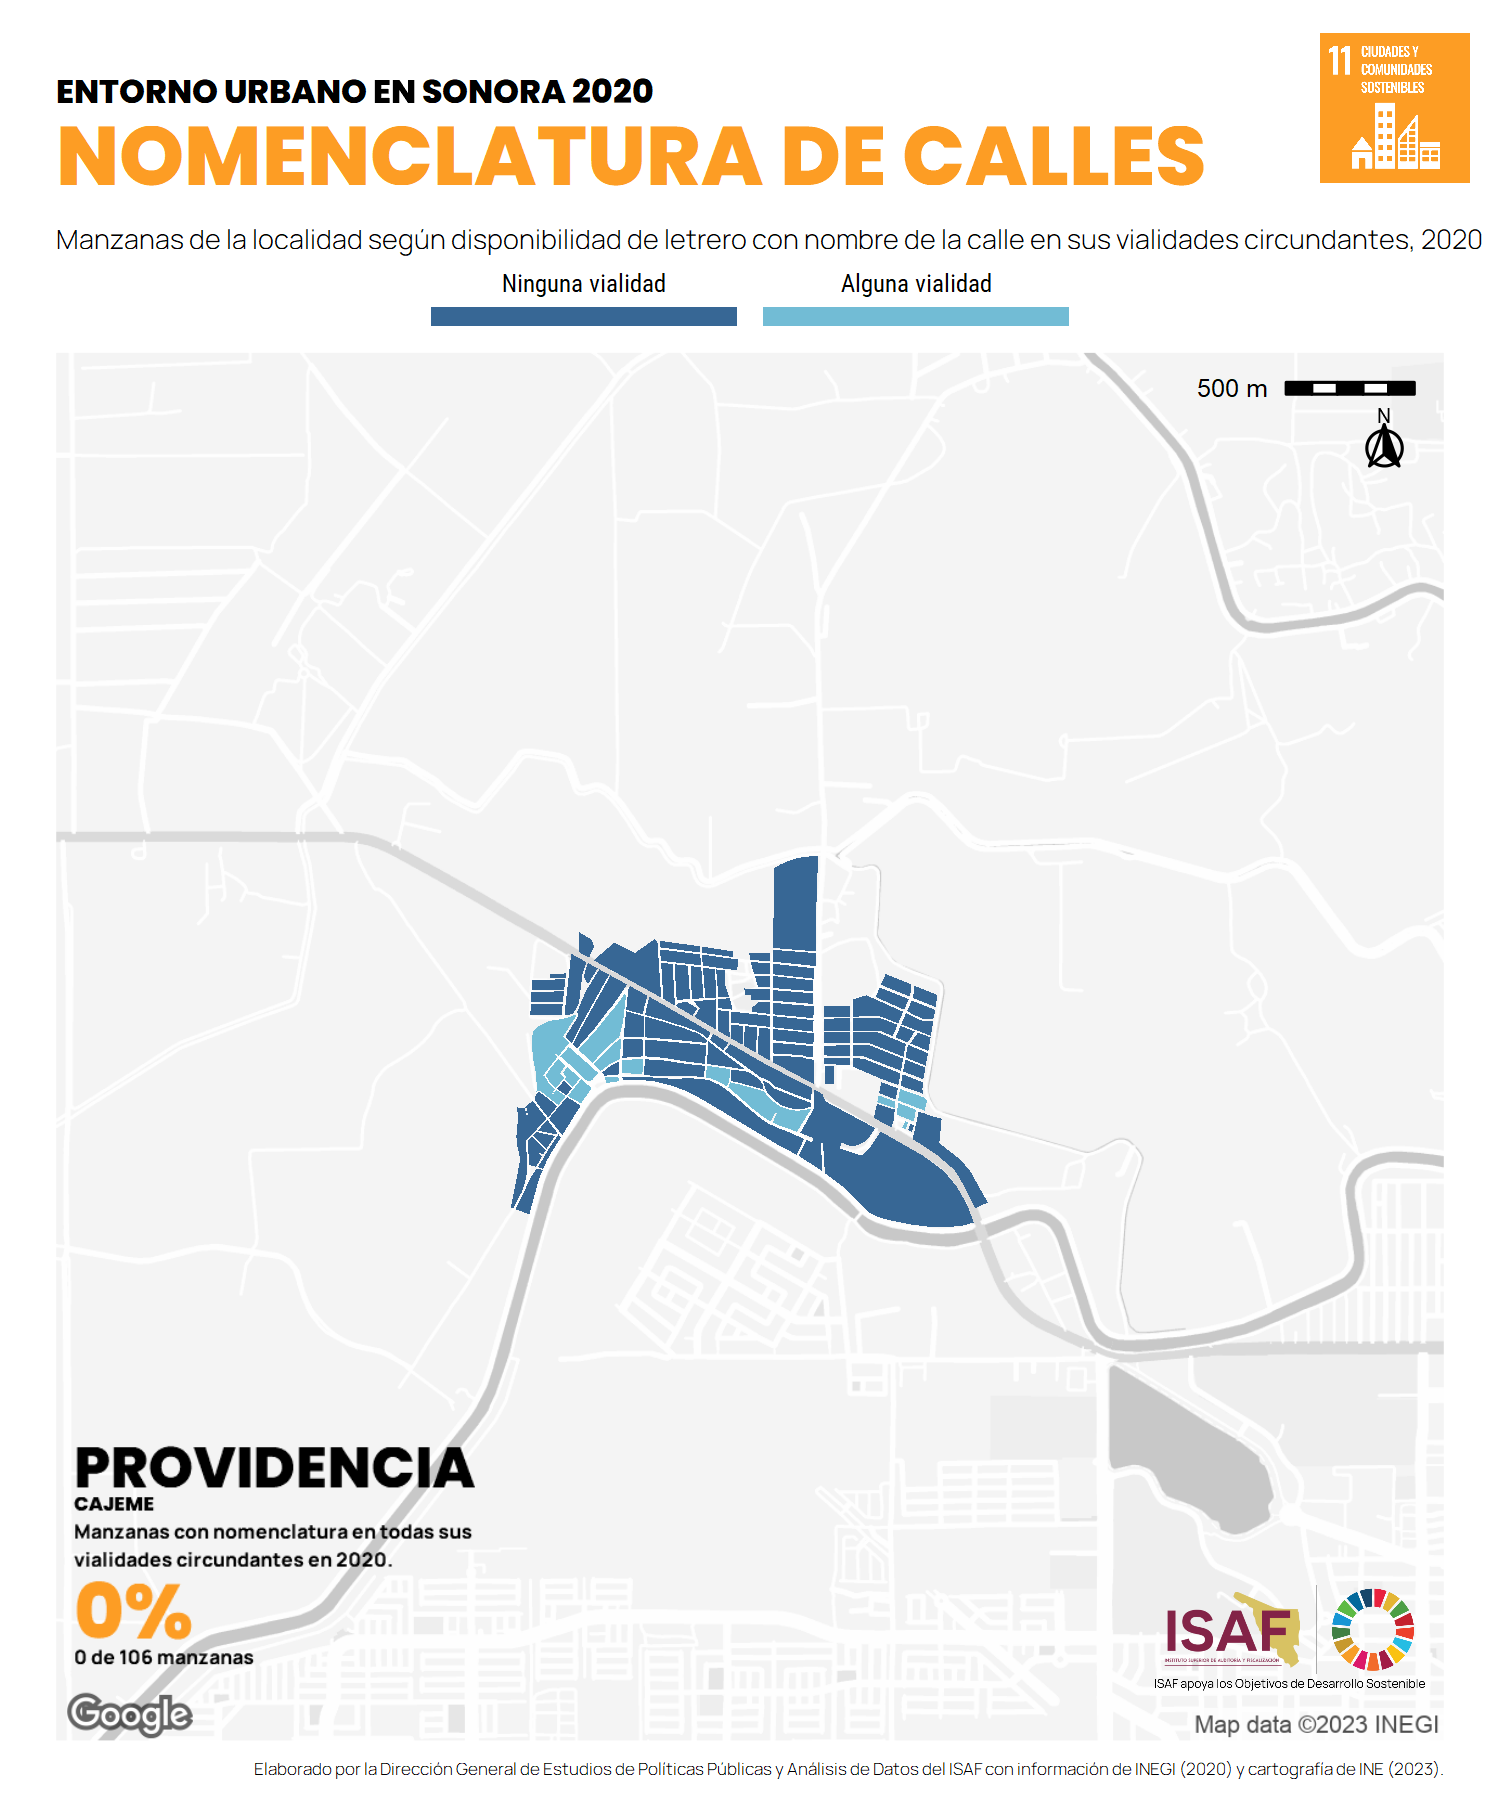 11 CIUDADES Y
COMUNIDADES
SOSTENIBLES
ENTORNO URBANO EN SONORA 2020
NOMENCLATURA DE CALLES
Manzanas de la localidad según disponibilidad de letrero con nombre de la calle en sus vialidades circundantes, 2020
Ninguna vialidad
Alguna vialidad
500 m
N
PROVIDENCIA
CAJEME
Manzanas con nomenclatura en todas sus
vialidades circundantes en 2020.
0%
0 de 106 manzanas
Google
ISAF
INSTITUTO SUPERIOR DE AUDITORÍA Y FISCALIZACIÓN
ISAF apoya los Objetivos de Desarrollo Sostenible
Map data ©2023 INEGI
Elaborado por la Dirección General de Estudios de Políticas Públicas y Análisis de Datos del ISAF con información de INEGI (2020) y cartografía de INE (2023).